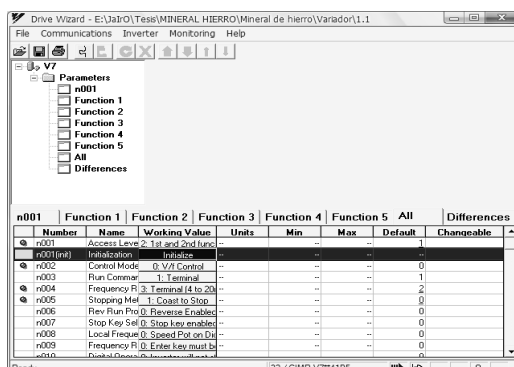 Drive Wizard - E:\JaIrO\Tesis\MINERAL HIERRO\Mineral de hierro\Variador\1.1
File Communications Inverter Monitoring Help
V7
Parameters
n001
Function 1
Function 2
Function 3
Function 4
Function 5
All
Differences
n001 Function 1 Function 2 Function 3 Function 4 Function 5 All Differences
Number Name Working Value Units Min Max Default Changeable
n001 Access Leve 2: 1st and 2nd func -- -- -- 1
n001(init) Initialization Initialize -- -- -- --
n002 Control Mode 0: V/f Control -- -- -- 0
n003 Run Comman 1: Terminal -- -- -- 1
n004 Frequency R 3: Terminal (4 to 20 -- -- -- 2
n005 Stopping Met 1: Coast to Stop -- -- -- 0
n006 Rev Run Pro 0: Reverse Enabled -- -- -- 0
n007 Stop Key Sel 0: Stop key enabled -- -- -- 0
n008 Local Freque 0: Speed Pot on Di -- -- -- 0
n009 Frequency R 0: Enter key must be -- -- -- 0
n010